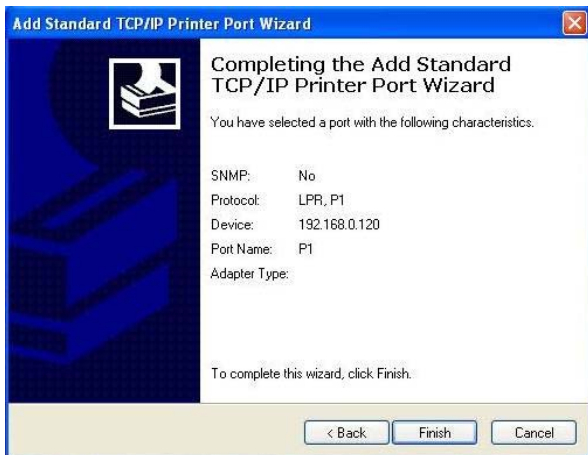 Add Standard TCP/IP Printer Port Wizard
Completing the Add Standard
TCP/IP Printer Port Wizard
You have selected a port with the following characteristics.
SNMP: No
Protocol: LPR, P1
Device: 192.168.0.120
Port Name: P1
Adapter Type:
To complete this wizard, click Finish.
< Back Finish Cancel